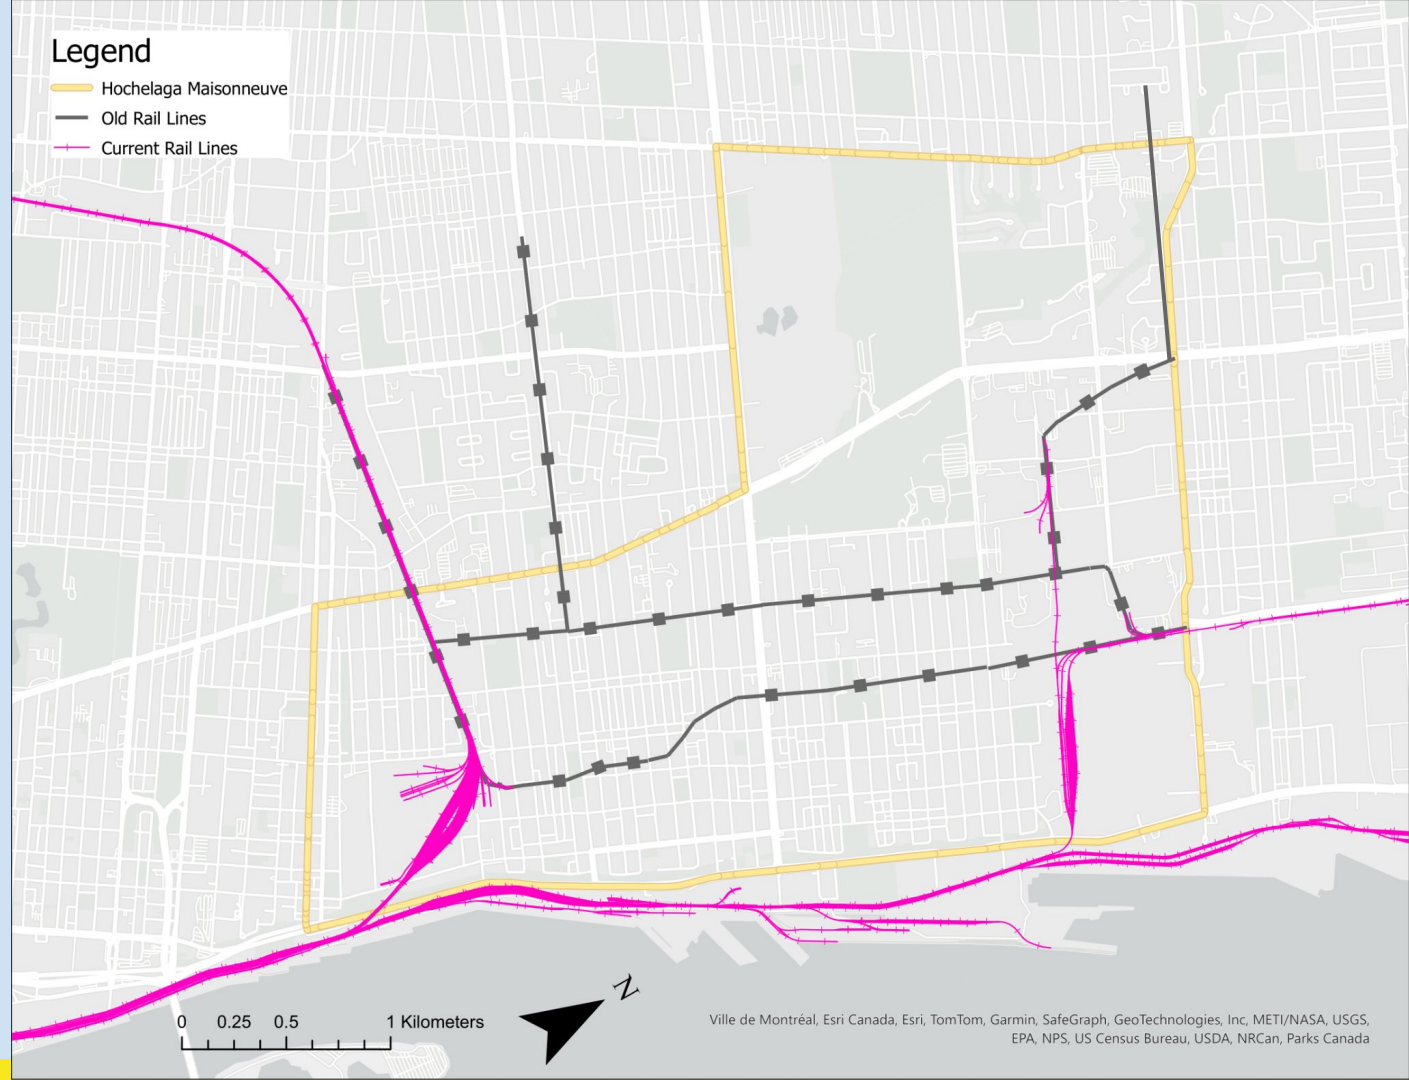 Legend
Hochelaga Maisonneuve
Old Rail Lines
Current Rail Lines
N
0 0.25 0.5 1 Kilometers
Ville de Montréal, Esri Canada, Esri, TomTom, Garmin, SafeGraph, GeoTechnologies, Inc, METI/NASA, USGS,
EPA, NPS, US Census Bureau, USDA, NRCan, Parks Canada